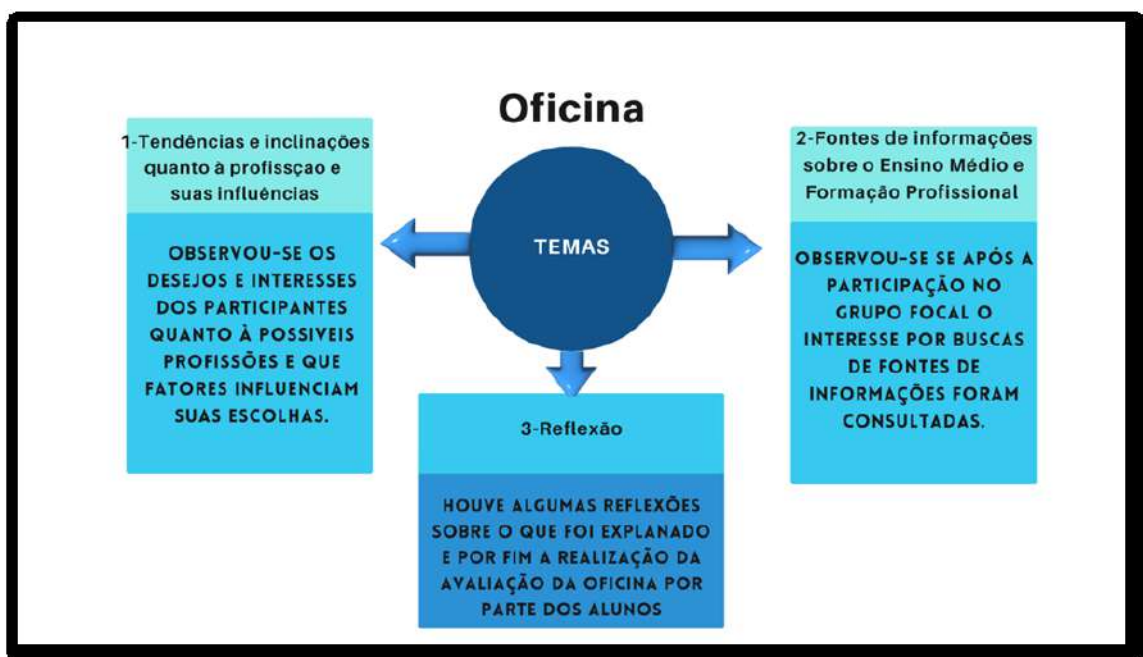 Oficina
1-Tendências e inclinações
quanto à profissçao e
suas influências
OBSERVOU-SE OS
DESEJOS E INTERESSES
DOS PARTICIPANTES
QUANTO À POSSIVEIS
PROFISSÕES E QUE
FATORES INFLUENCIAM
SUAS ESCOLHAS.
TEMAS
2-Fontes de informações
sobre o Ensino Médio e
Formação Profissional
OBSERVOU-SE SE APÓS A
PARTICIPAÇÃO NO
GRUPO FOCAL O
INTERESSE POR BUSCAS
DE FONTES DE
INFORMAÇÕES FORAM
CONSULTADAS.
3-Reflexão
HOUVE ALGUMAS REFLEXÕES
SOBRE O QUE FOI EXPLANADO
E POR FIM A REALIZAÇÃO DA
AVALIAÇÃO DA OFICINA POR
PARTE DOS ALUNOS